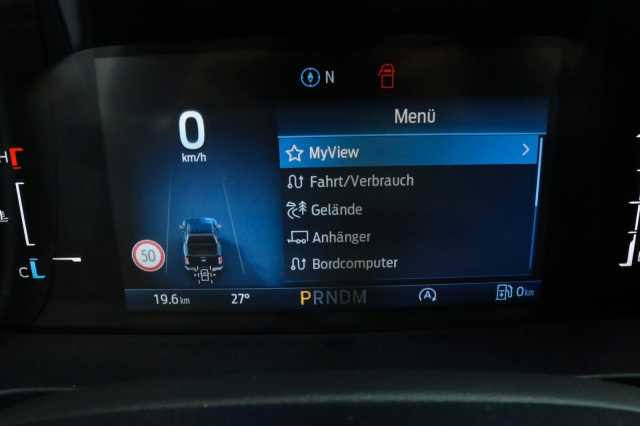 N
Menü
0
km/h
MyView
Fahrt/Verbrauch
Gelände
Anhänger
Bordcomputer
50
H
C
19.6 km
27°
PRNDM
A
0 km